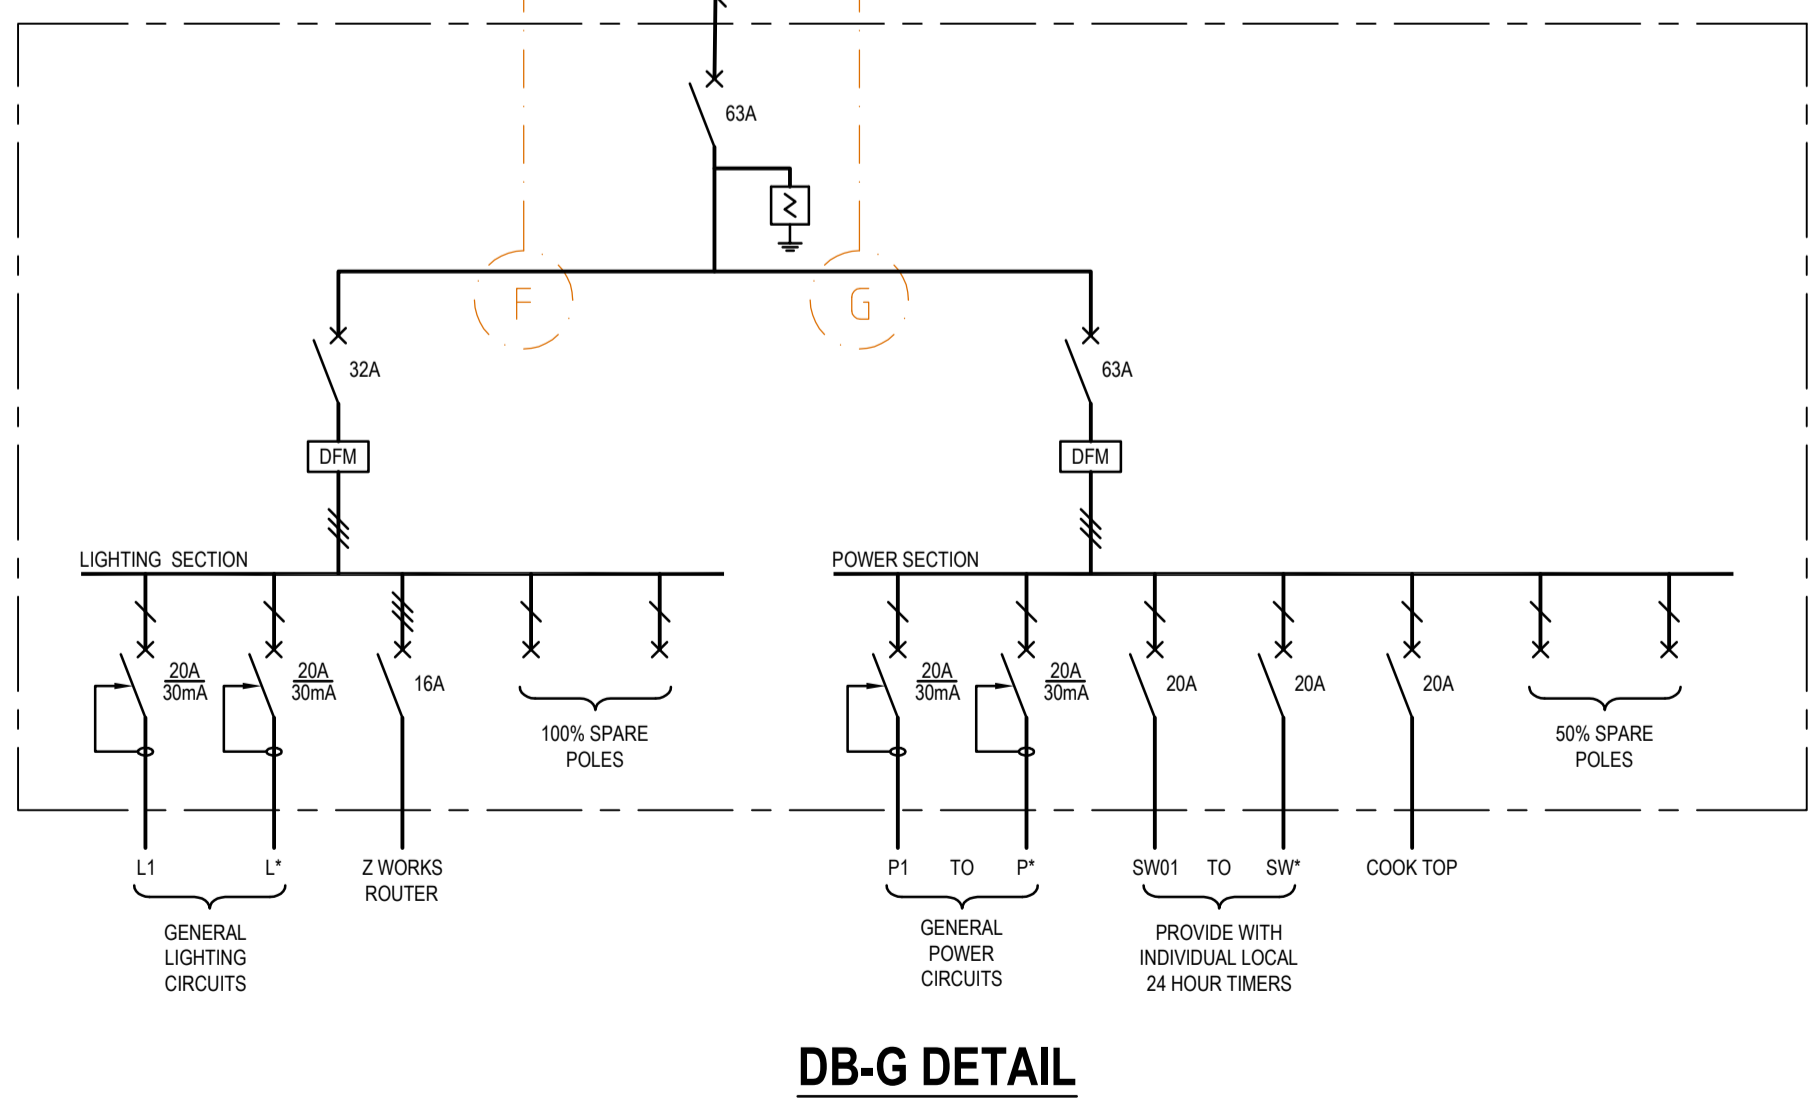 63A
F
G
32A
63A
DFM
DFM
LIGHTING SECTION
POWER SECTION
20A
30mA
20A
30mA
16A
100% SPARE
POLES
20A
30mA
20A
30mA
20A
20A
20A
50% SPARE
POLES
L1
L*
Z WORKS
ROUTER
P1 TO P*
SW01 TO SW*
COOK TOP
GENERAL
LIGHTING
CIRCUITS
GENERAL
POWER
CIRCUITS
PROVIDE WITH
INDIVIDUAL LOCAL
24 HOUR TIMERS
DB-G DETAIL